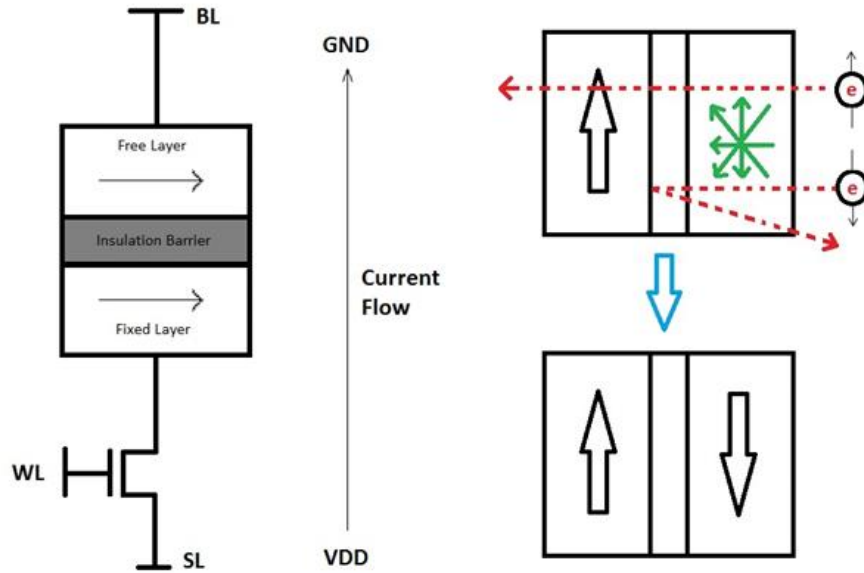 BL
GND
Free Layer
Insulation Barrier
Fixed Layer
Current
Flow
WL
SL
VDD
e
e